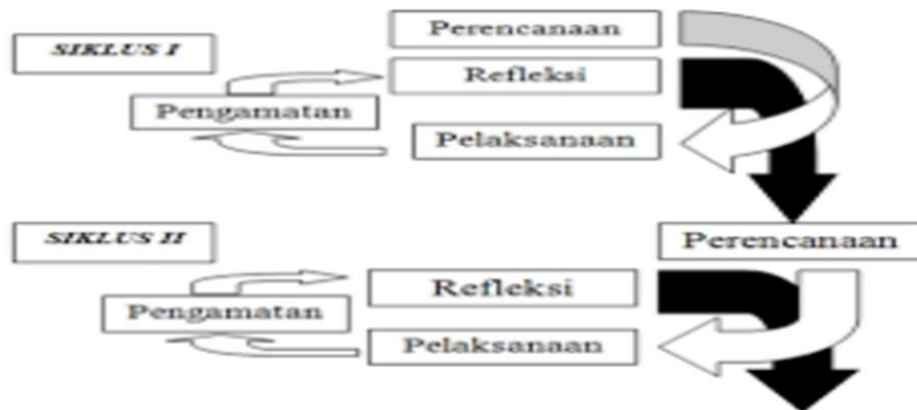 SIKLUS I
Perencanaan
Refleksi
Pengamatan
Pelaksanaan
SIKLUS II
Perencanaan
Refleksi
Pengamatan
Pelaksanaan